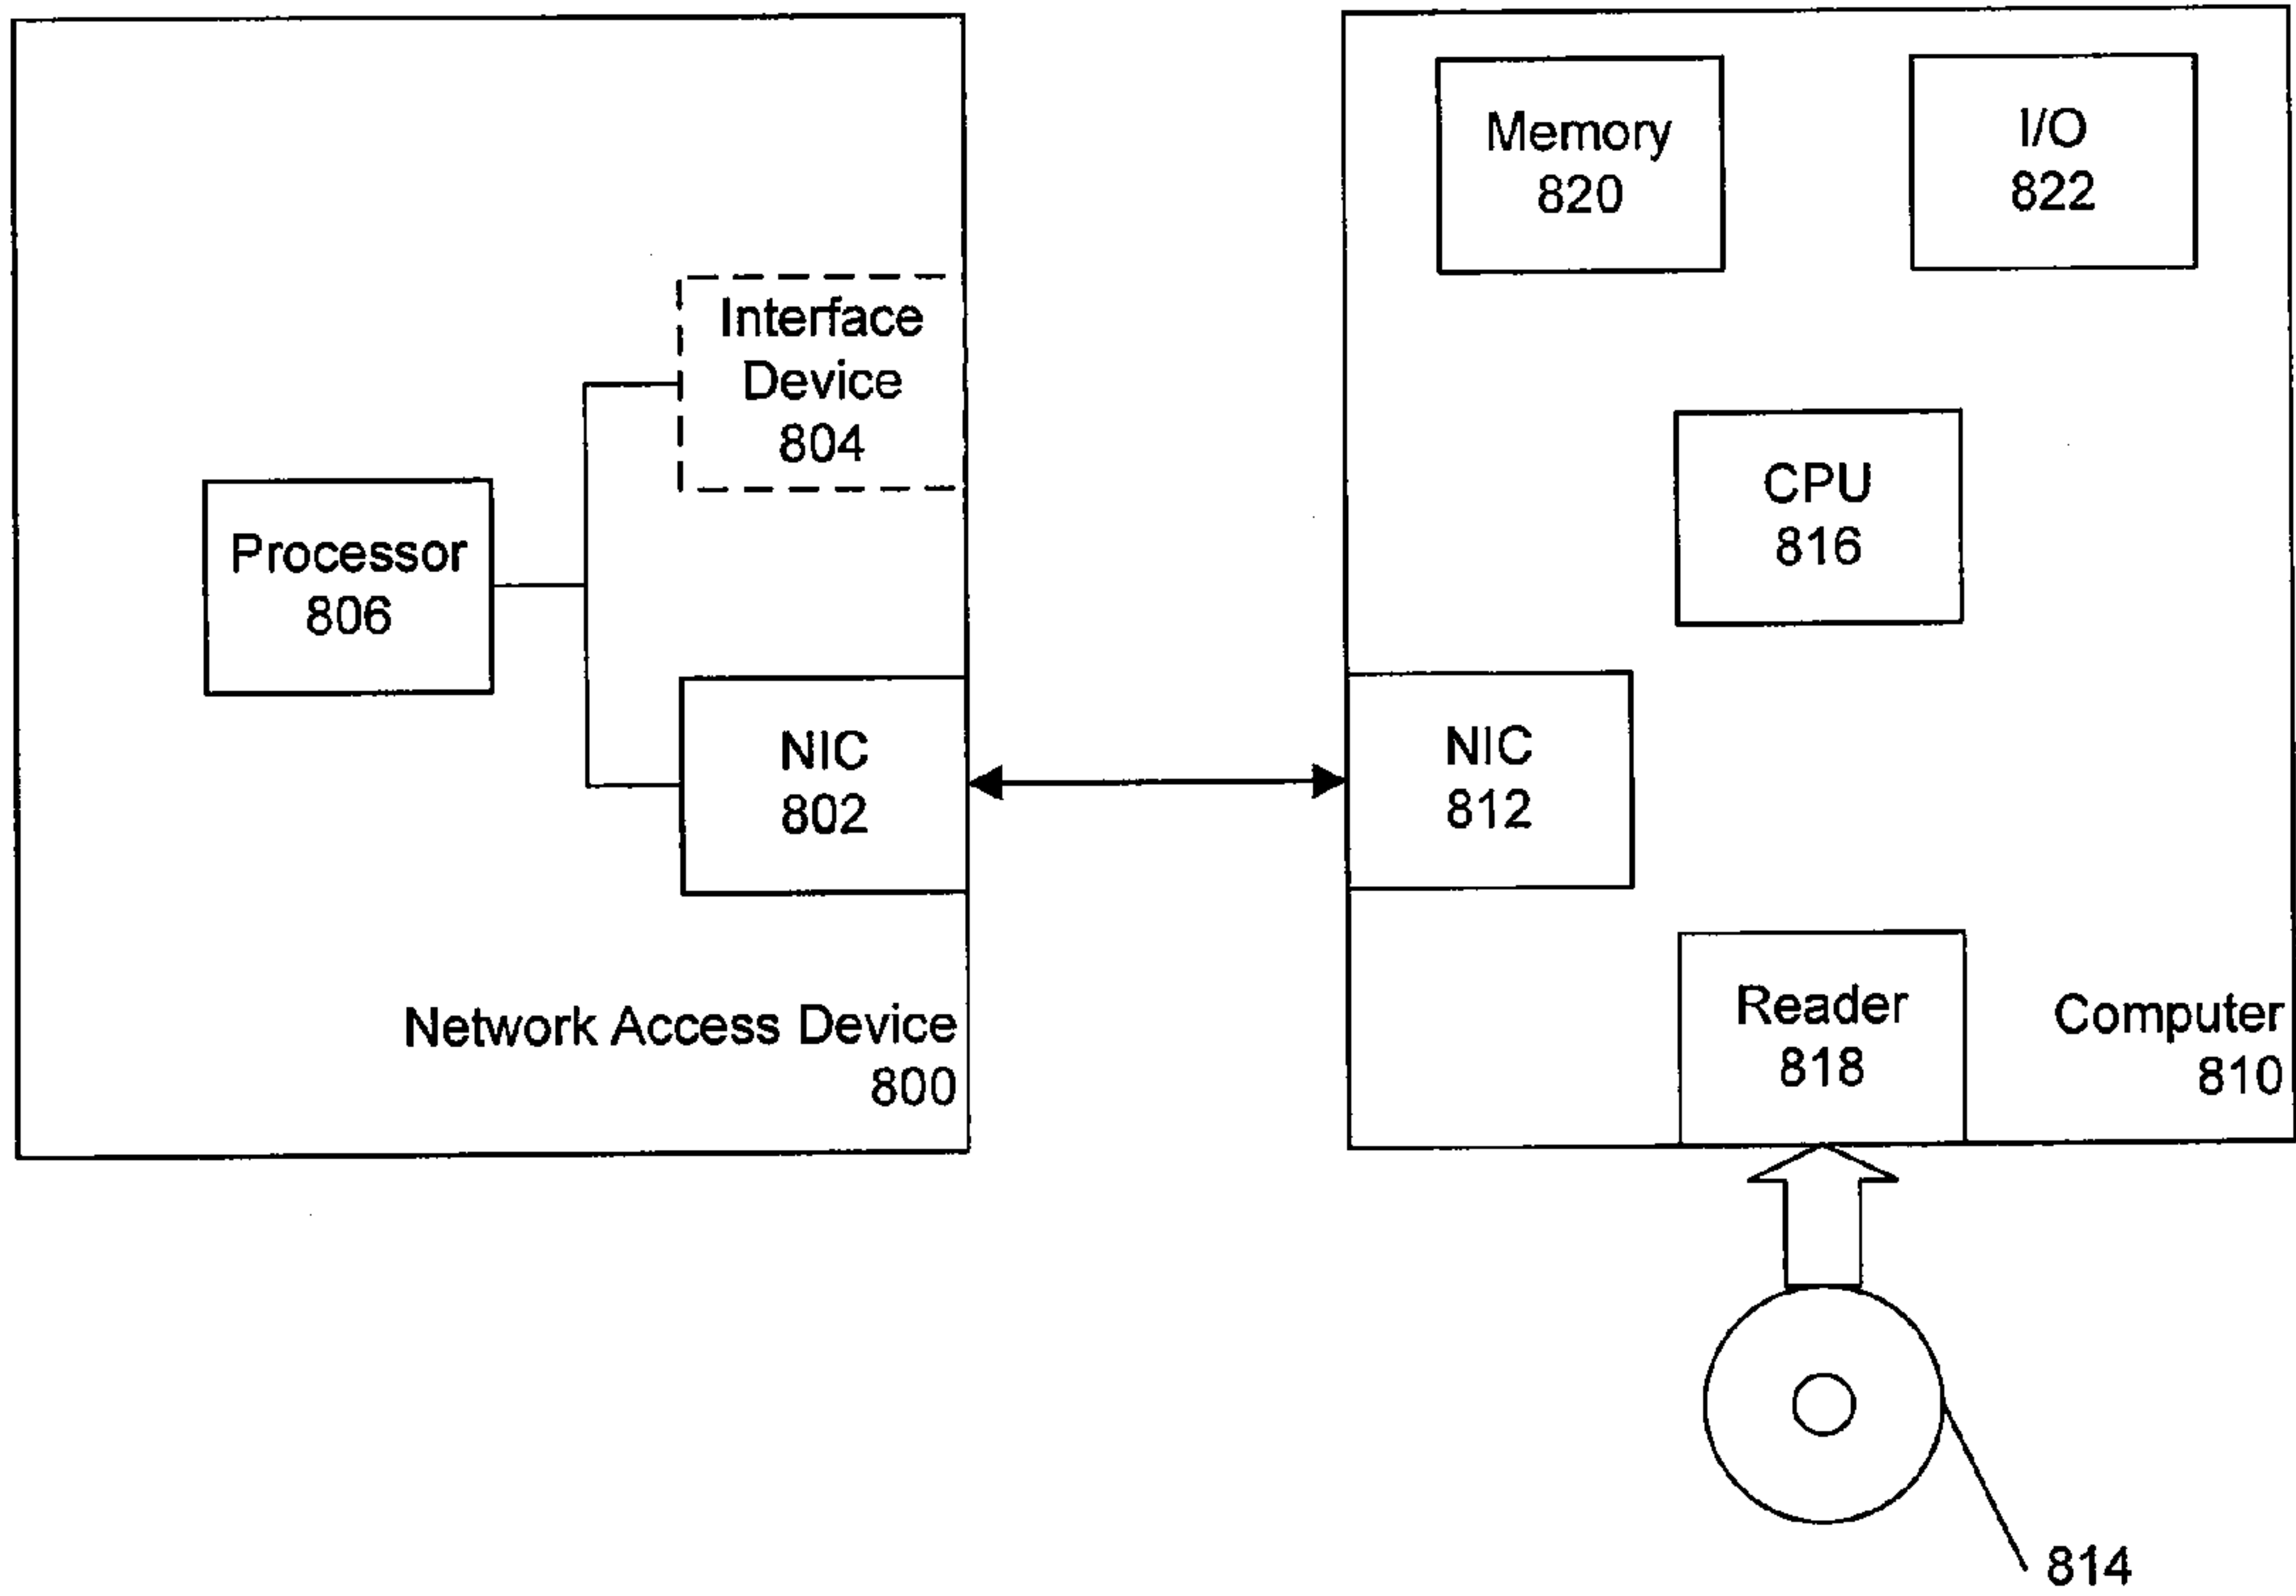 Interface
Device
804
Processor
806
NIC
802
Network Access Device
800
Memory
820
I/O
822
CPU
816
NIC
812
Reader
818
Computer
810
814